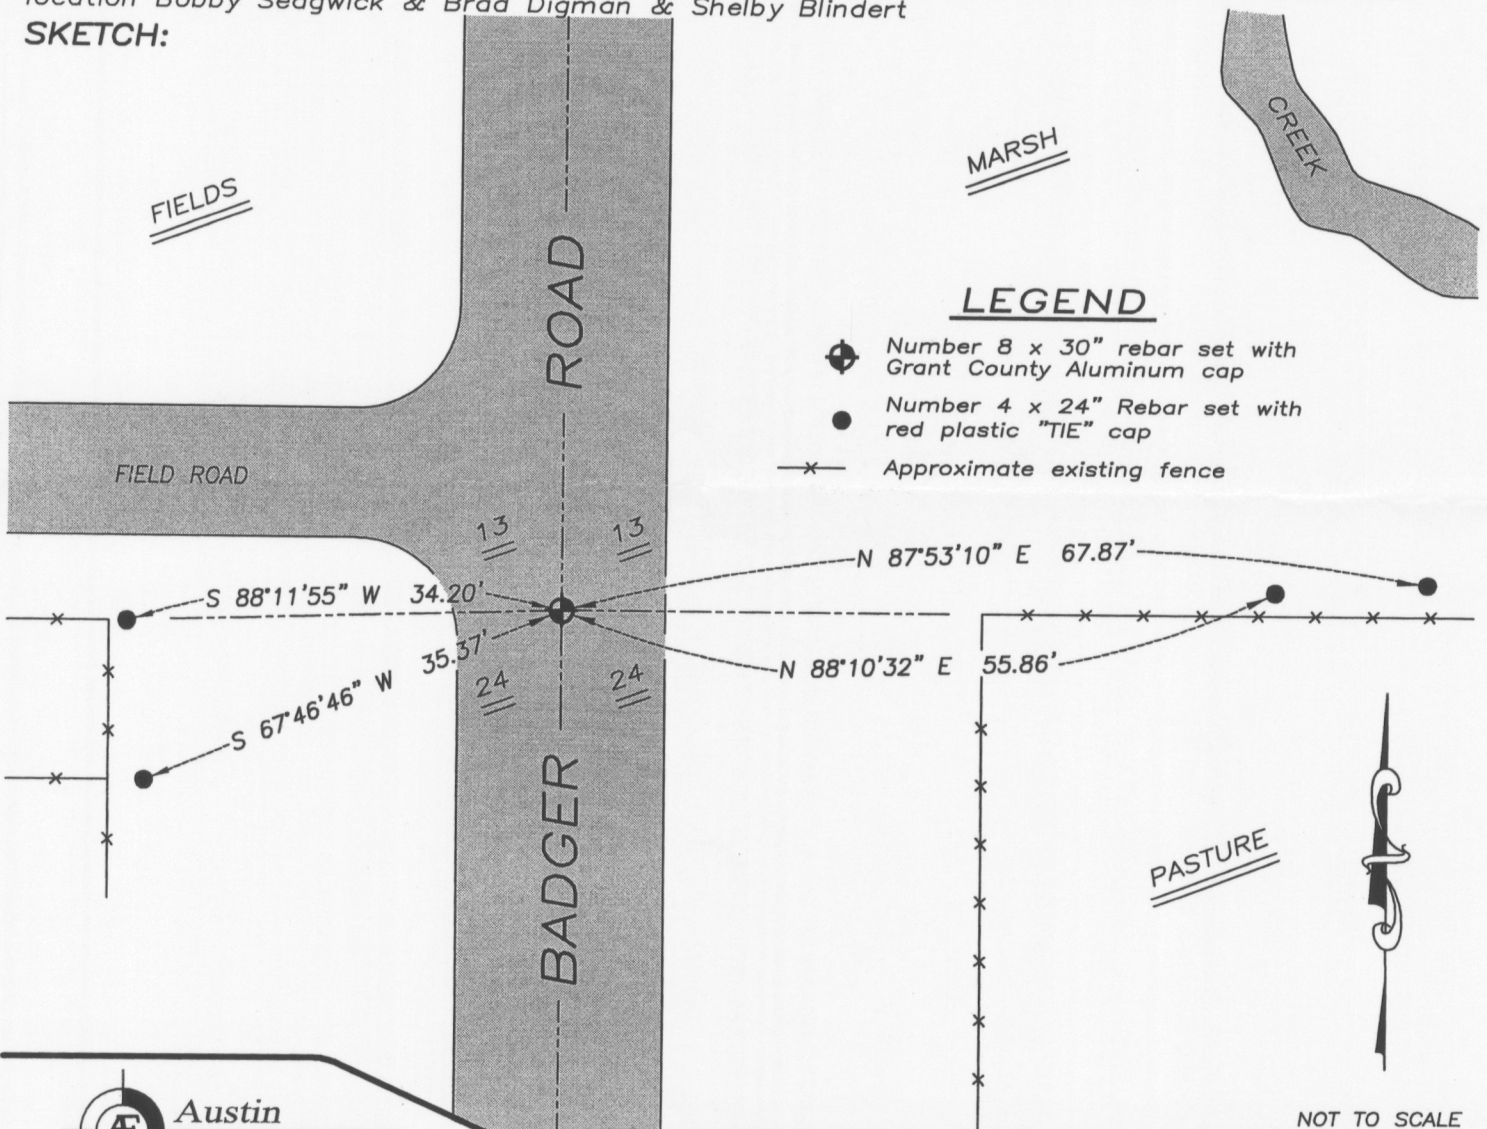 location Bobby Sedgwick & Brad Digman & Shelby Blindert
SKETCH:
CREEK
MARSH
FIELDS
ROAD
LEGEND
Number 8 x 30" rebar set with
Grant County Aluminum cap
Number 4 x 24" Rebar set with
red plastic "TIE" cap
Approximate existing fence
FIELD ROAD
13
13
N 87°53'10" E 67.87'
S 88°11'55" W 34.20'
N 88°10'32" E 55.86'
S 67°46'46" W 35.37'
24
24
BADGER
PASTURE
Austin
NOT TO SCALE